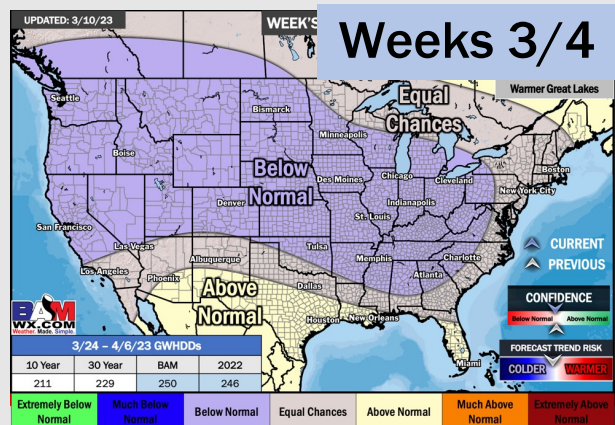 UPDATED: 3/10/23
WEEK'S
Weeks 3/4
Warmer Great Lakes
Equal
Chances
Seattle
Bismarck
Minneapolis
Boise
Below
Normal
Des Moines
Chicago
Cleveland
Boston
New York City
Denver
Indianapolis
St. Louis
San Francisco
Las Vegas
Tulsa
Memphis
Charlotte
CURRENT
PREVIOUS
Los Angeles
Phoenix
Albuquerque
Dallas
Atlanta
Above
Normal
Houston
New Orleans
Miami
CONFIDENCE
Below Normal
Above Normal
FORECAST TREND RISK
COLDER
WARMER
BAM
WX.COM
Weather. Made. Simple.
3/24 – 4/6/23 GWHDDs
10 Year 30 Year BAM 2022
211 229 250 246
Extremely Below
Normal
Much Below
Normal
Below
Normal
Equal Chances
Above Normal
Much Above
Normal
Extremely Above
Normal